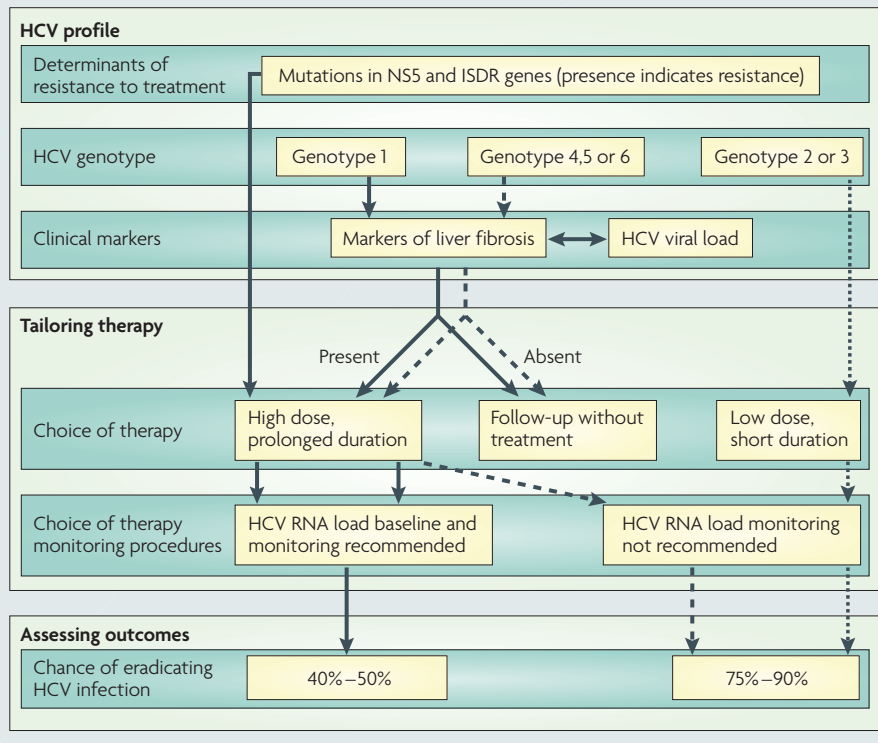 HCV profile
Determinants of
resistance to treatment
Mutations in NS5 and ISDR genes (presence indicates resistance)
HCV genotype
Genotype 1
Genotype 4,5 or 6
Genotype 2 or 3
Clinical markers
Markers of liver fibrosis
HCV viral load
Tailoring therapy
Present
Absent
Choice of therapy
High dose,
prolonged duration
Follow-up without
treatment
Low dose,
short duration
Choice of therapy
monitoring procedures
HCV RNA load baseline and
monitoring recommended
HCV RNA load monitoring
not recommended
Assessing outcomes
Chance of eradicating
HCV infection
40%–50%
75%–90%